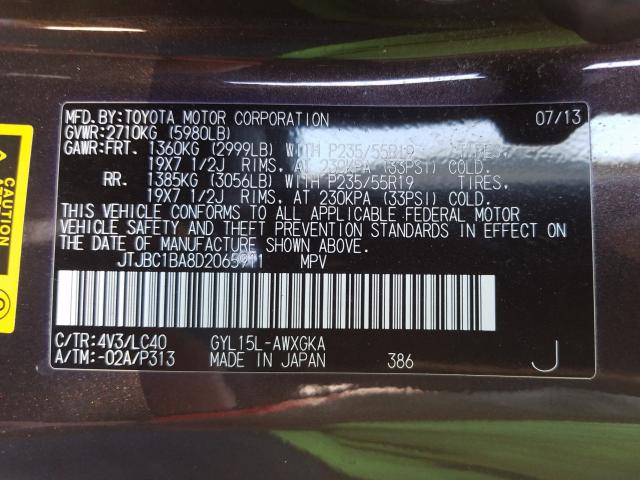 MFD.BY:TOYOTA MOTOR CORPORATION 07/13
GVWR:2710KG (5980LB)
GAWR:FRT. 1360KG (2999LB) WITH P235/55R19 TIRES,
19X7 1/2J RIMS, AT 230KPA (33PSI) COLD.
RR. 1385KG (3056LB) WITH P235/55R19 TIRES,
19X7 1/2J RIMS, AT 230KPA (33PSI) COLD.
THIS VEHICLE CONFORMS TO ALL APPLICABLE FEDERAL MOTOR
VEHICLE SAFETY AND THEFT PREVENTION STANDARDS IN EFFECT ON
THE DATE OF MANUFACTURE SHOWN ABOVE.
JTJBC1BA8D2065911 MPV
C/TR:4V3/LC40 GYL15L-AWXGKA
A/TM:-02A/P313 MADE IN JAPAN 386 J
CAUTION